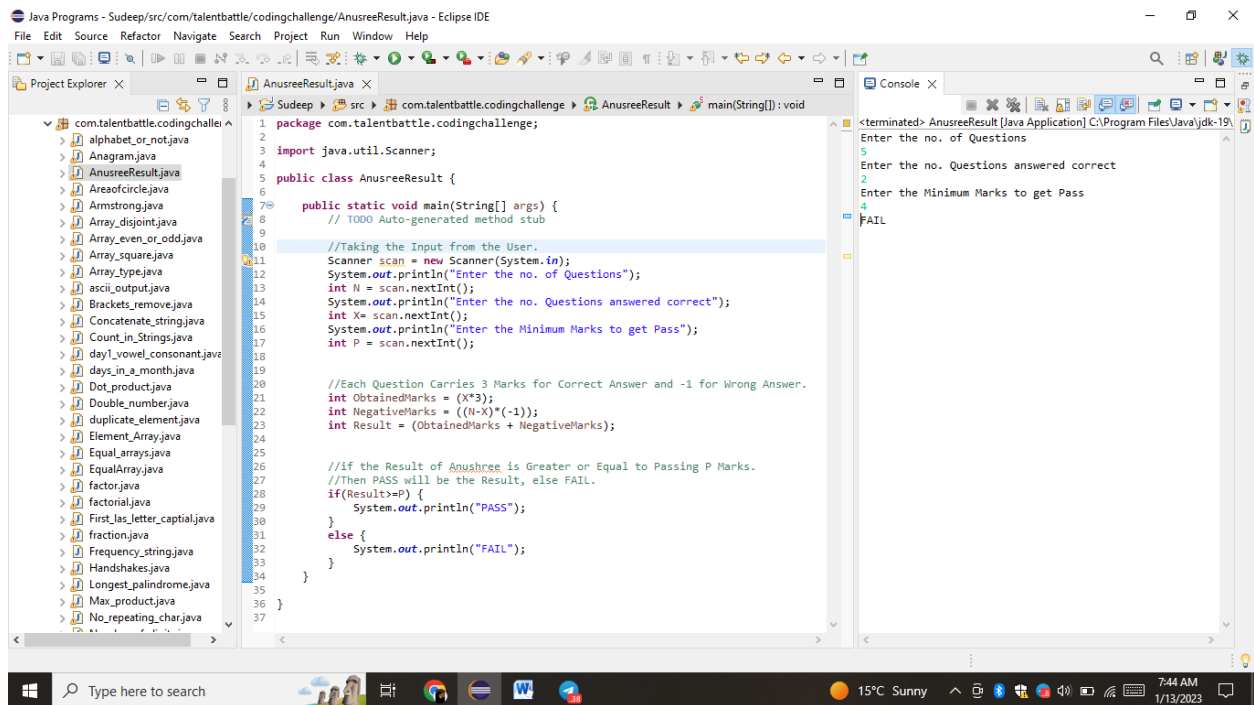 Java Programs - Sudeep/src/com/talentbattle/codingchallenge/AnusreeResult.java - Eclipse IDE
File Edit Source Refactor Navigate Search Project Run Window Help
Project Explorer
com.talentbattle.codingchaller
alphabet_or_not.java
Anagram.java
AnusreeResult.java
Areaofcircle.java
Armstrong.java
Array_disjoint.java
Array_even_or_odd.java
Array_square.java
Array_type.java
ascii_output.java
Brackets_remove.java
Concatenate_string.java
Count_in_Strings.java
day1_vowel_consonant.java
days_in_a_month.java
Dot_product.java
Double_number.java
duplicate_element.java
Element_Array.java
Equal_arrays.java
EqualArray.java
factor.java
factorial.java
First_las_letter_captial.java
fraction.java
Frequency_string.java
Handshakes.java
Longest_palindrome.java
Max_product.java
No_repeating_char.java
AnusreeResult.java
Sudeep src com.talentbattle.codingchallenge AnusreeResult main(String[]) : void
1 package com.talentbattle.codingchallenge;
2
3 import java.util.Scanner;
4
5 public class AnusreeResult {
6
7 public static void main(String[] args) {
8 // TODO Auto-generated method stub
9
10 //Taking the Input from the User.
11 Scanner scan = new Scanner(System.in);
12 System.out.println("Enter the no. of Questions");
13 int N = scan.nextInt();
14 System.out.println("Enter the no. Questions answered correct");
15 int X= scan.nextInt();
16 System.out.println("Enter the Minimum Marks to get Pass");
17 int P = scan.nextInt();
18
19
20 //Each Question Carries 3 Marks for Correct Answer and -1 for Wrong Answer.
21 int ObtainedMarks = (X*3);
22 int NegativeMarks = ((N-X)*(-1));
23 int Result = (ObtainedMarks + NegativeMarks);
24
25
26 //if the Result of Anushree is Greater or Equal to Passing P Marks.
27 //Then PASS will be the Result, else FAIL.
28 if(Result>=P) {
29 System.out.println("PASS");
30 }
31 else {
32 System.out.println("FAIL");
33 }
34 }
35
36 }
37
Console
<terminated> AnusreeResult [Java Application] C:\Program Files\Java\jdk-19\
Enter the no. of Questions
5
Enter the no. Questions answered correct
2
Enter the Minimum Marks to get Pass
4
FAIL
Type here to search
38
15°C Sunny
7:44 AM
1/13/2023